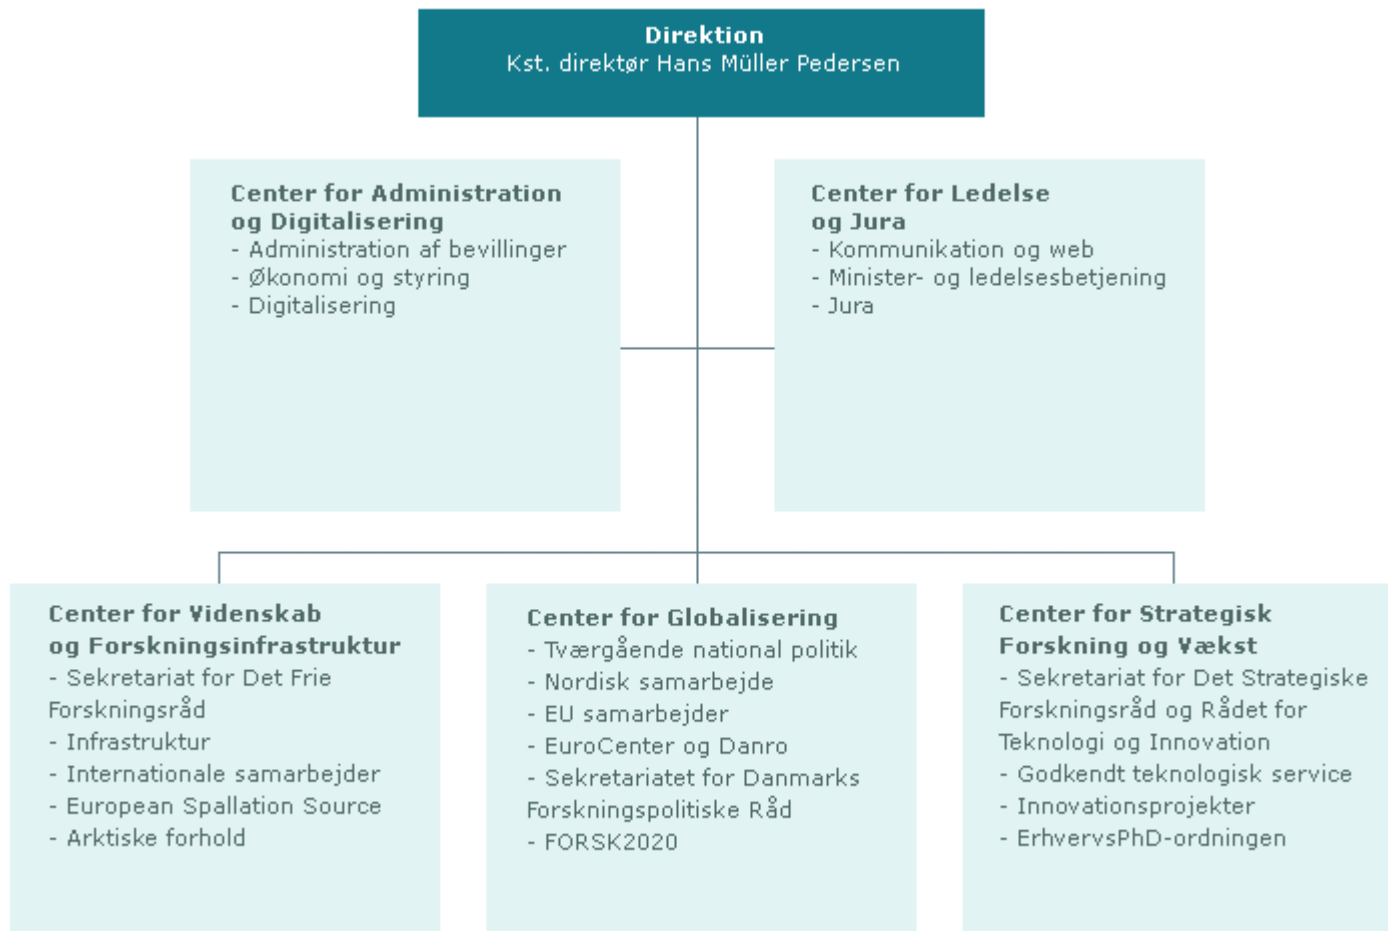 Direktion
Kst. direktør Hans Müller Pedersen
Center for Administration
og Digitalisering
- Administration af bevillinger
- Økonomi og styring
- Digitalisering
Center for Ledelse
og Jura
- Kommunikation og web
- Minister- og ledelsesbetjening
- Jura
Center for Videnskab
og Forskningsinfrastruktur
- Sekretariat for Det Frie
Forskningsråd
- Infrastruktur
- Internationale samarbejder
- European Spallation Source
- Arktiske forhold
Center for Globalisering
- Tværgående national politik
- Nordisk samarbejde
- EU samarbejder
- EuroCenter og Danro
- Sekretariatet for Danmarks
Forskningspolitiske Råd
- FORSK2020
Center for Strategisk
Forskning og Vækst
- Sekretariat for Det Strategiske
Forskningsråd og Rådet for
Teknologi og Innovation
- Godkendt teknologisk service
- Innovationsprojekter
- ErhvervsPhD-ordningen